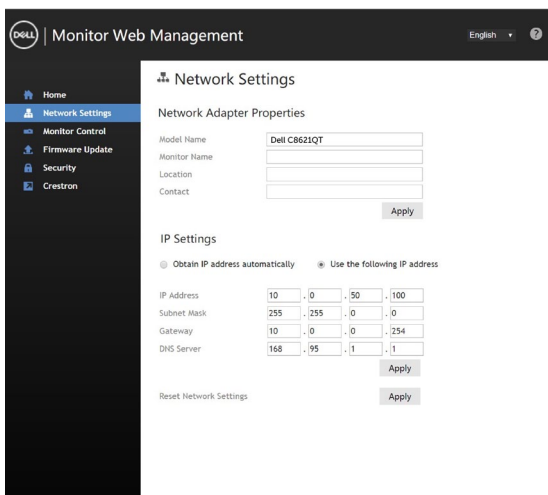 DELL | Monitor Web Management
English
?
Home
Network Settings
Monitor Control
Firmware Update
Security
Crestron
Network Settings
Network Adapter Properties
Model Name Dell C8621QT
Monitor Name
Location
Contact
Apply
IP Settings
Obtain IP address automatically Use the following IP address
IP Address 10 . 0 . 50 . 100
Subnet Mask 255 . 255 . 0 . 0
Gateway 10 . 0 . 0 . 254
DNS Server 168 . 95 . 1 . 1
Apply
Reset Network Settings Apply